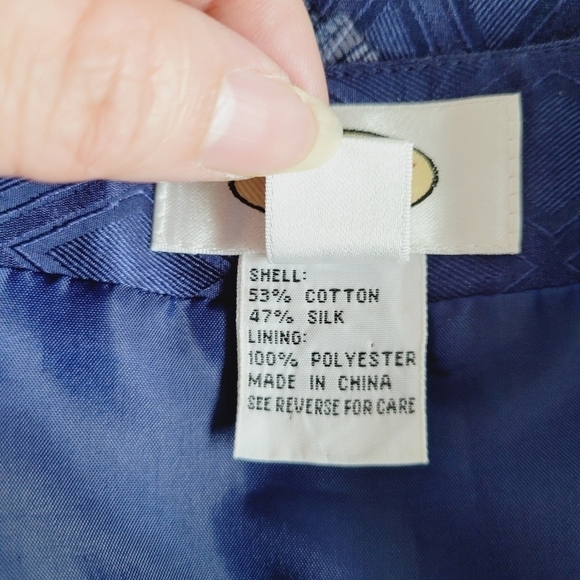 SHELL:
53% COTTON
47% SILK
LINING:
100% POLYESTER
MADE IN CHINA
SEE REVERSE FOR CARE